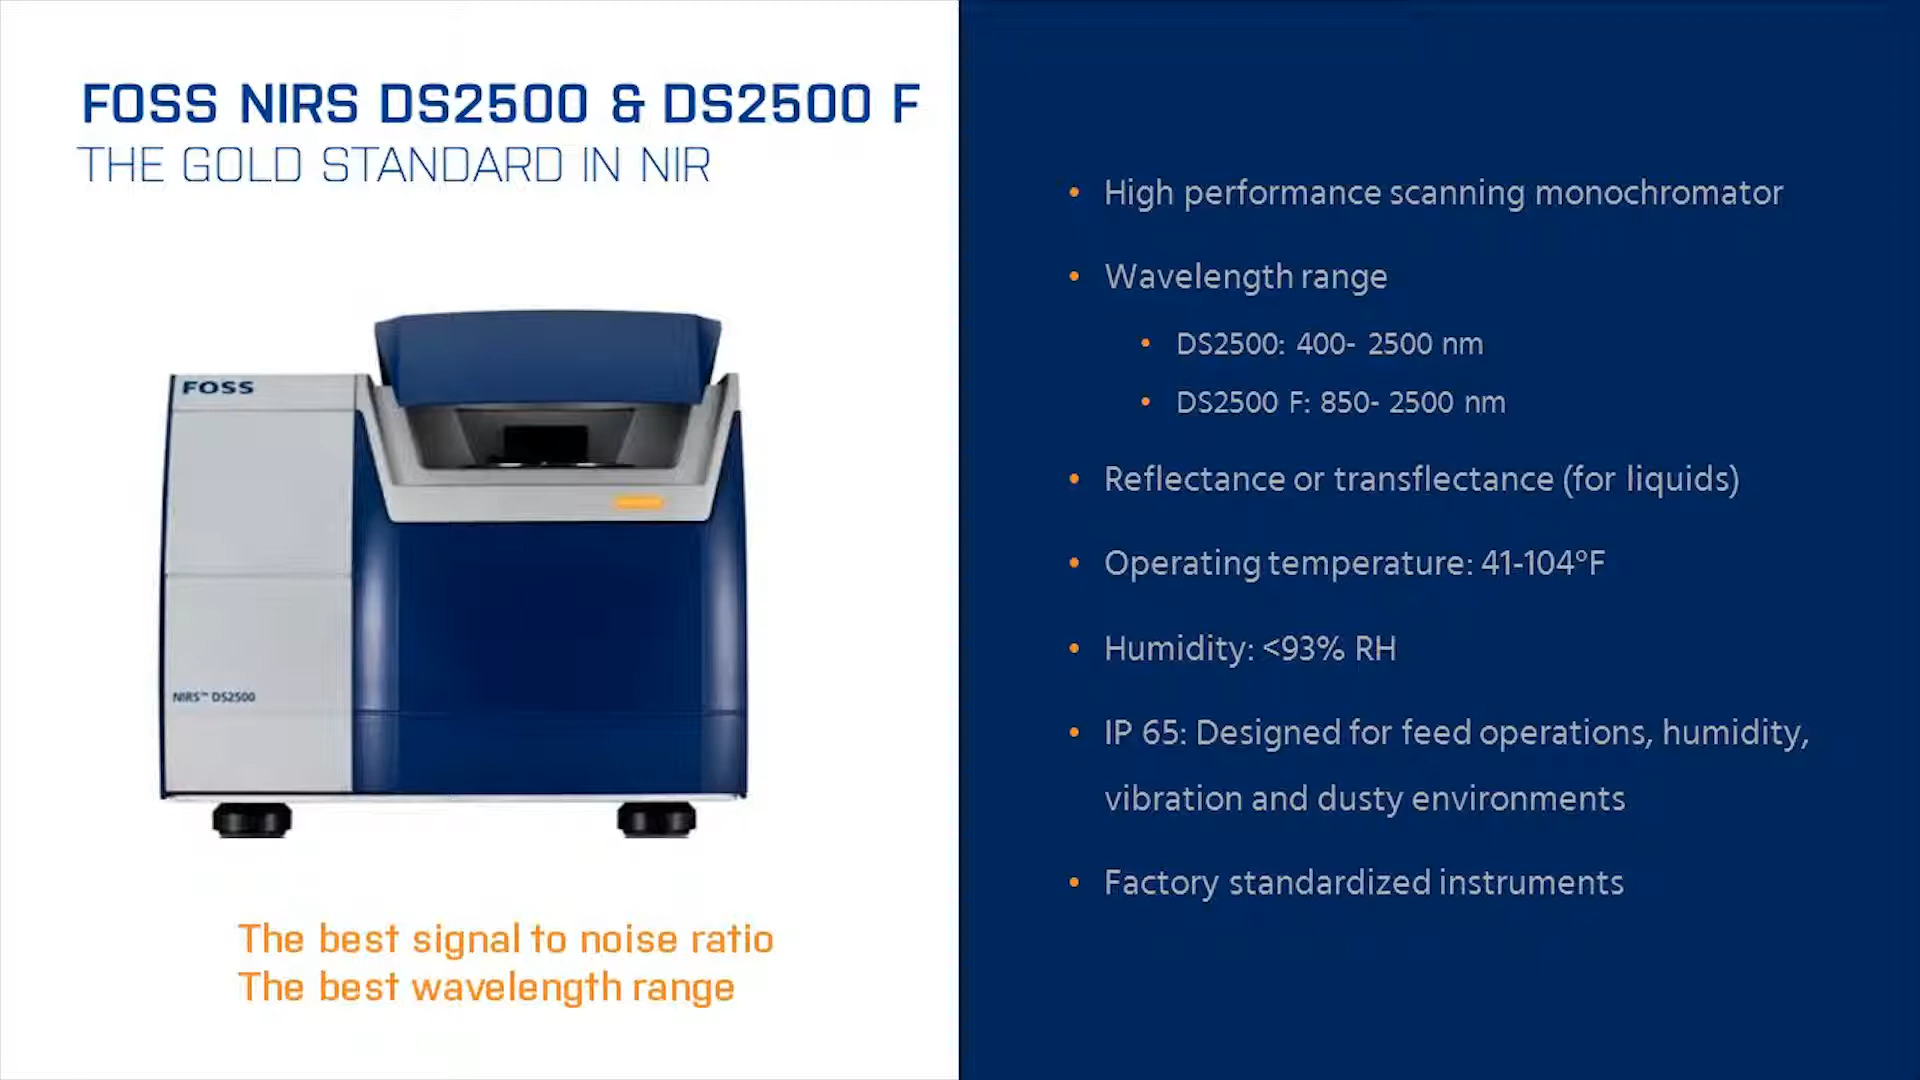 FOSS NIRS DS2500 & DS2500 F
THE GOLD STANDARD IN NIR
FOSS
NIRS™ DS2500
The best signal to noise ratio
The best wavelength range
• High performance scanning monochromator
• Wavelength range
• DS2500: 400- 2500 nm
• DS2500 F: 850- 2500 nm
• Reflectance or transflectance (for liquids)
• Operating temperature: 41-104°F
• Humidity: <93% RH
• IP 65: Designed for feed operations, humidity,
vibration and dusty environments
• Factory standardized instruments